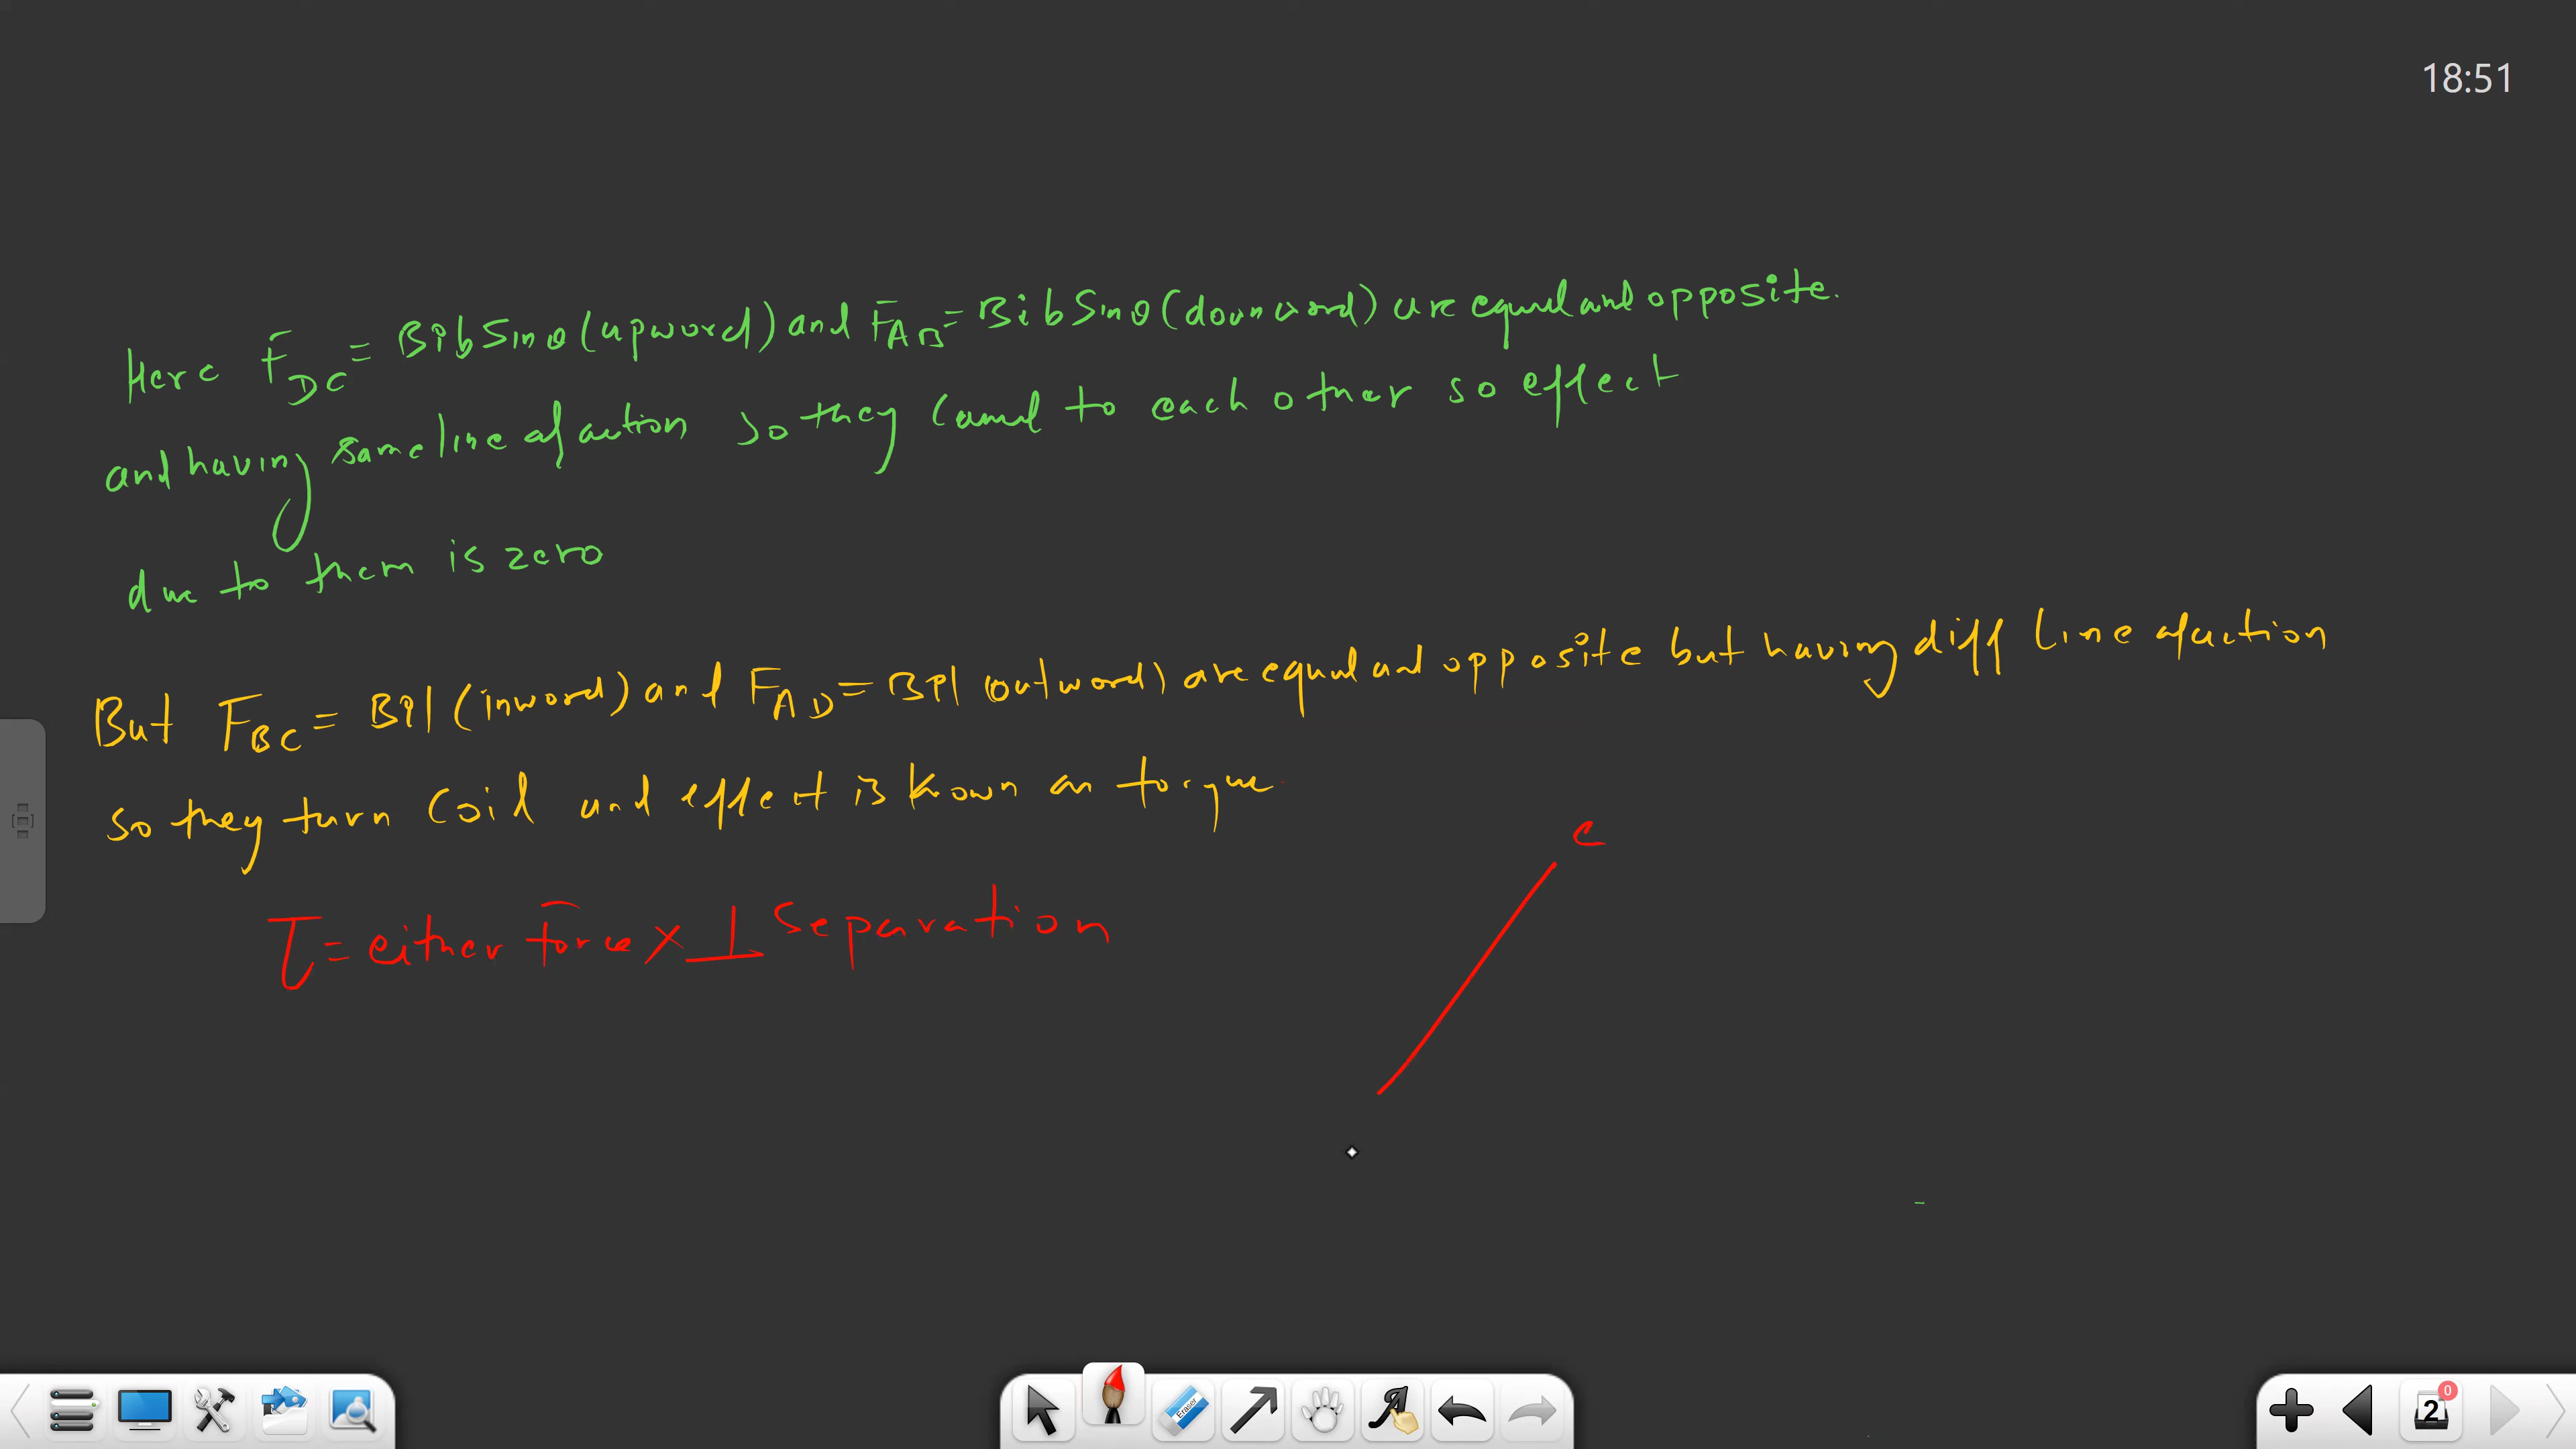 18:51
Here F_DC = BibSinθ (upword) and F_AB = BibSinθ (downword) are equal and opposite.
and having same line of action so they cancel to each other so effect
due to them is zero
But F_BC = Bil (inword) and F_AD = Bil (outword) are equal and opposite but having diff line of action
so they turn coil and effect is known as torque
τ = either force × ⊥ separation
C
Eraser
2
0